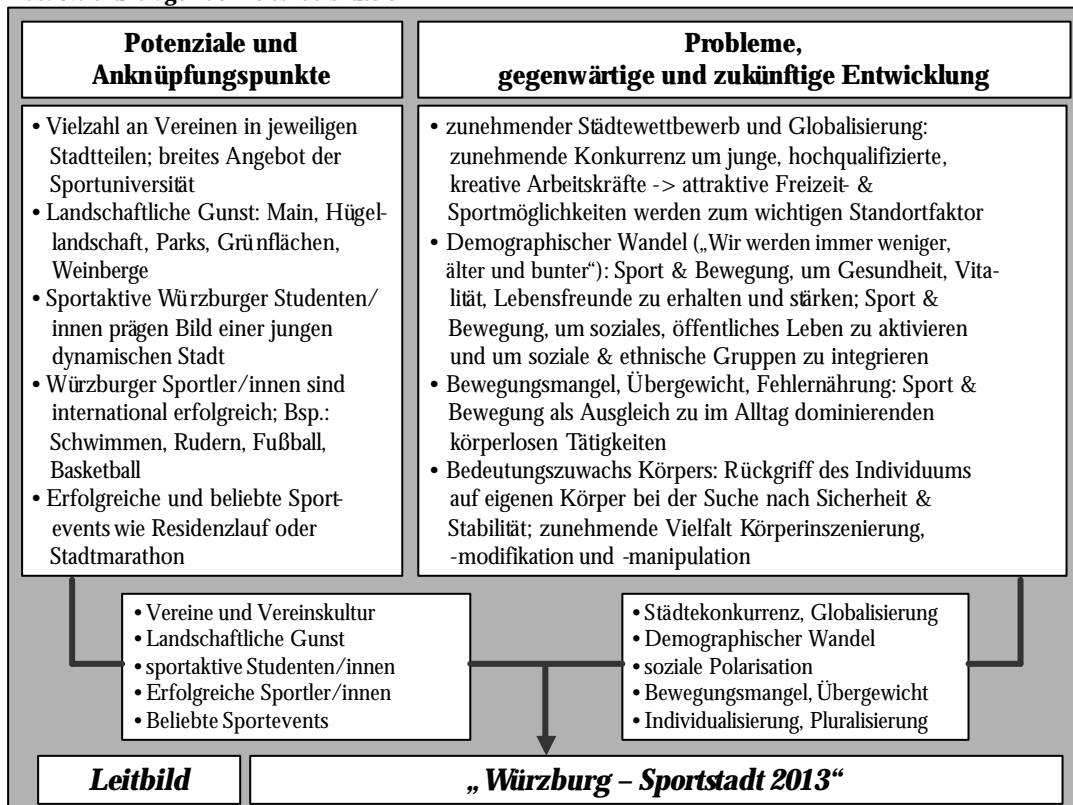 Potenziale und
Anknüpfungspunkte
Probleme,
gegenwärtige und zukünftige Entwicklung
• Vielzahl an Vereinen in jeweiligen
Stadtteilen; breites Angebot der
Sportuniversität
• Landschaftliche Gunst: Main, Hügel-
landschaft, Parks, Grünflächen,
Weinberge
• Sportaktive Würzburger Studenten/
innen prägen Bild einer jungen
dynamischen Stadt
• Würzburger Sportler/innen sind
international erfolgreich; Bsp.:
Schwimmen, Rudern, Fußball,
Basketball
• Erfolgreiche und beliebte Sport-
events wie Residenzlauf oder
Stadtmarathon
• zunehmender Städtewettbewerb und Globalisierung:
zunehmende Konkurrenz um junge, hochqualifizierte,
kreative Arbeitskräfte -> attraktive Freizeit- &
Sportmöglichkeiten werden zum wichtigen Standortfaktor
• Demographischer Wandel („Wir werden immer weniger,
älter und bunter“): Sport & Bewegung, um Gesundheit, Vita-
lität, Lebensfreunde zu erhalten und stärken; Sport &
Bewegung, um soziales, öffentliches Leben zu aktivieren
und um soziale & ethnische Gruppen zu integrieren
• Bewegungsmangel, Übergewicht, Fehlernährung: Sport &
Bewegung als Ausgleich zu im Alltag dominierenden
körperlosen Tätigkeiten
• Bedeutungszuwachs Körpers: Rückgriff des Individuums
auf eigenen Körper bei der Suche nach Sicherheit &
Stabilität; zunehmende Vielfalt Körperinszenierung,
-modifikation und -manipulation
• Vereine und Vereinskultur
• Landschaftliche Gunst
• sportaktive Studenten/innen
• Erfolgreiche Sportler/innen
• Beliebte Sportevents
• Städtekonkurrenz, Globalisierung
• Demographischer Wandel
• soziale Polarisation
• Bewegungsmangel, Übergewicht
• Individualisierung, Pluralisierung
Leitbild
„Würzburg – Sportstadt 2013“